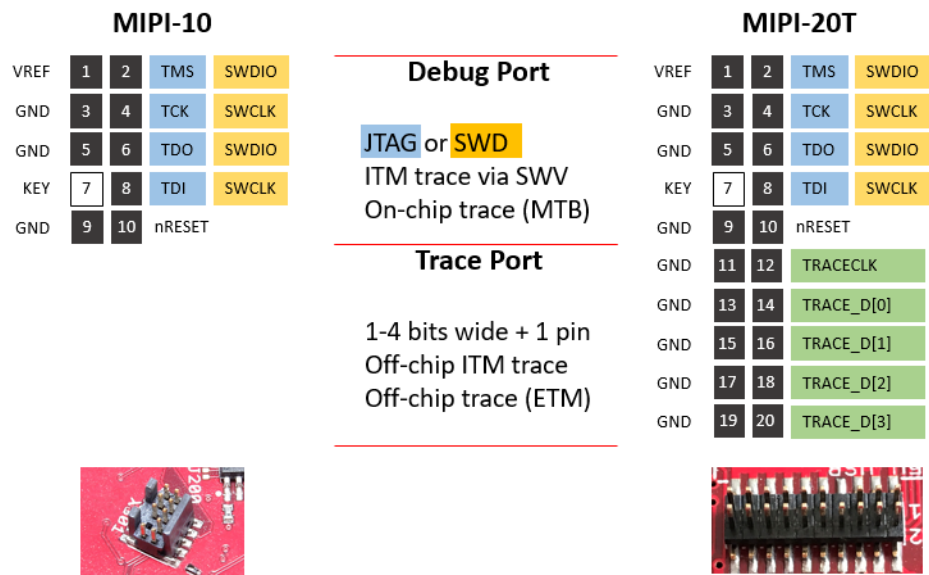 MIPI-10
VREF 1 2 TMS SWDIO
GND 3 4 TCK SWCLK
GND 5 6 TDO SWDIO
KEY 7 8 TDI SWCLK
GND 9 10 nRESET
Debug Port
JTAG or SWD
ITM trace via SWV
On-chip trace (MTB)
Trace Port
1-4 bits wide + 1 pin
Off-chip ITM trace
Off-chip trace (ETM)
MIPI-20T
VREF 1 2 TMS SWDIO
GND 3 4 TCK SWCLK
GND 5 6 TDO SWDIO
KEY 7 8 TDI SWCLK
GND 9 10 nRESET
GND 11 12 TRACECLK
GND 13 14 TRACE_D[0]
GND 15 16 TRACE_D[1]
GND 17 18 TRACE_D[2]
GND 19 20 TRACE_D[3]
J200
1
2